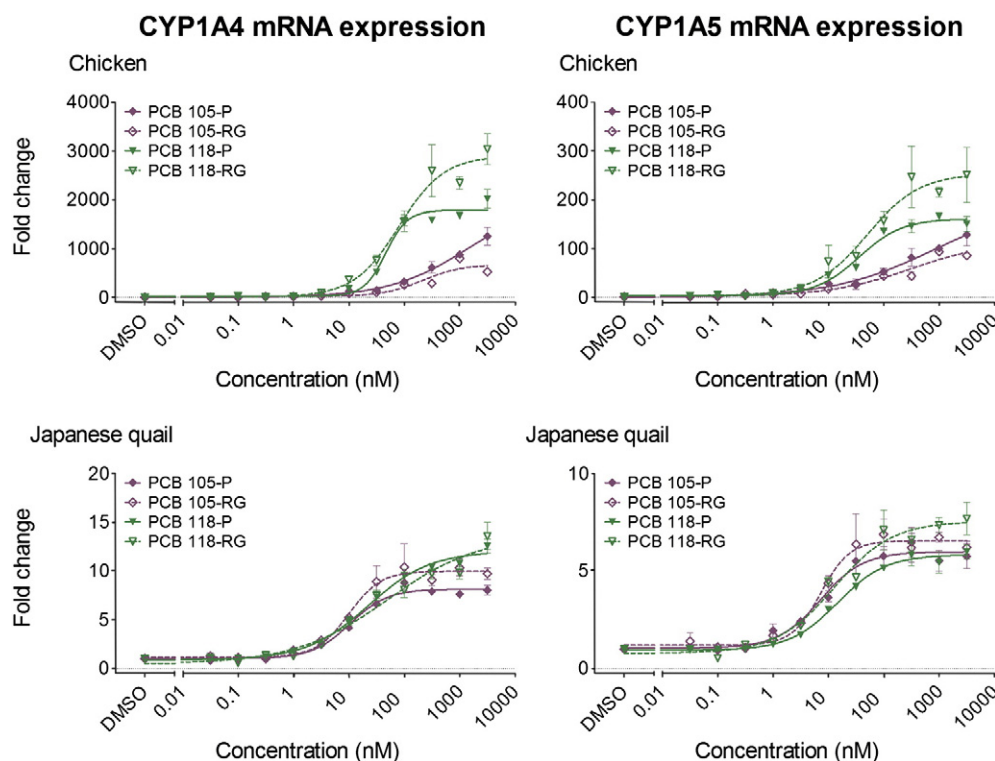 CYP1A4 mRNA expression
Chicken
Fold change
4000
3000
2000
1000
0
PCB 105-P
PCB 105-RG
PCB 118-P
PCB 118-RG
DMSO
0.01
0.1
1
10
100
1000
10000
Concentration (nM)
CYP1A5 mRNA expression
Chicken
Fold change
400
300
200
100
0
PCB 105-P
PCB 105-RG
PCB 118-P
PCB 118-RG
DMSO
0.01
0.1
1
10
100
1000
10000
Concentration (nM)
Japanese quail
Fold change
20
15
10
5
0
PCB 105-P
PCB 105-RG
PCB 118-P
PCB 118-RG
DMSO
0.01
0.1
1
10
100
1000
10000
Concentration (nM)
Japanese quail
Fold change
10
5
0
PCB 105-P
PCB 105-RG
PCB 118-P
PCB 118-RG
DMSO
0.01
0.1
1
10
100
1000
10000
Concentration (nM)